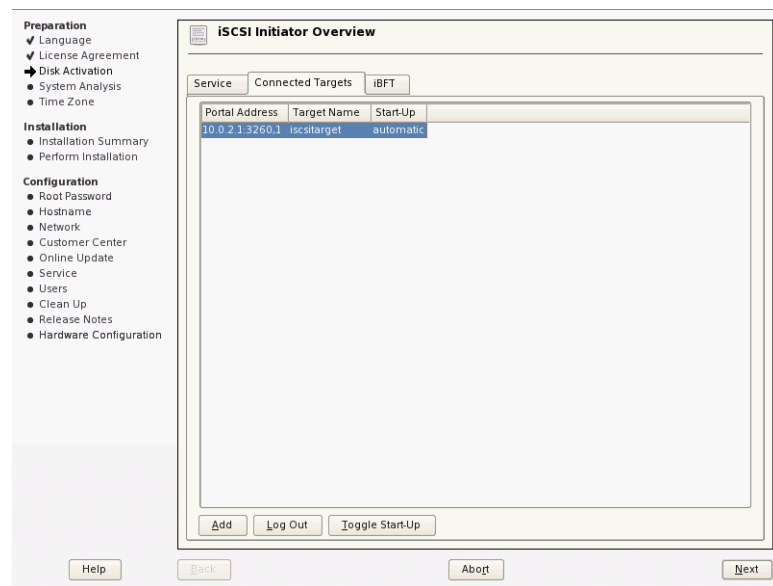 Preparation
Language
License Agreement
Disk Activation
System Analysis
Time Zone
Installation
Installation Summary
Perform Installation
Configuration
Root Password
Hostname
Network
Customer Center
Online Update
Service
Users
Clean Up
Release Notes
Hardware Configuration
iSCSI Initiator Overview
Service Connected Targets iBFT
Portal Address Target Name Start-Up
10.0.2.1:3260,1 iscsitarget automatic
Add Log Out Toggle Start-Up
Help Back Abort Next